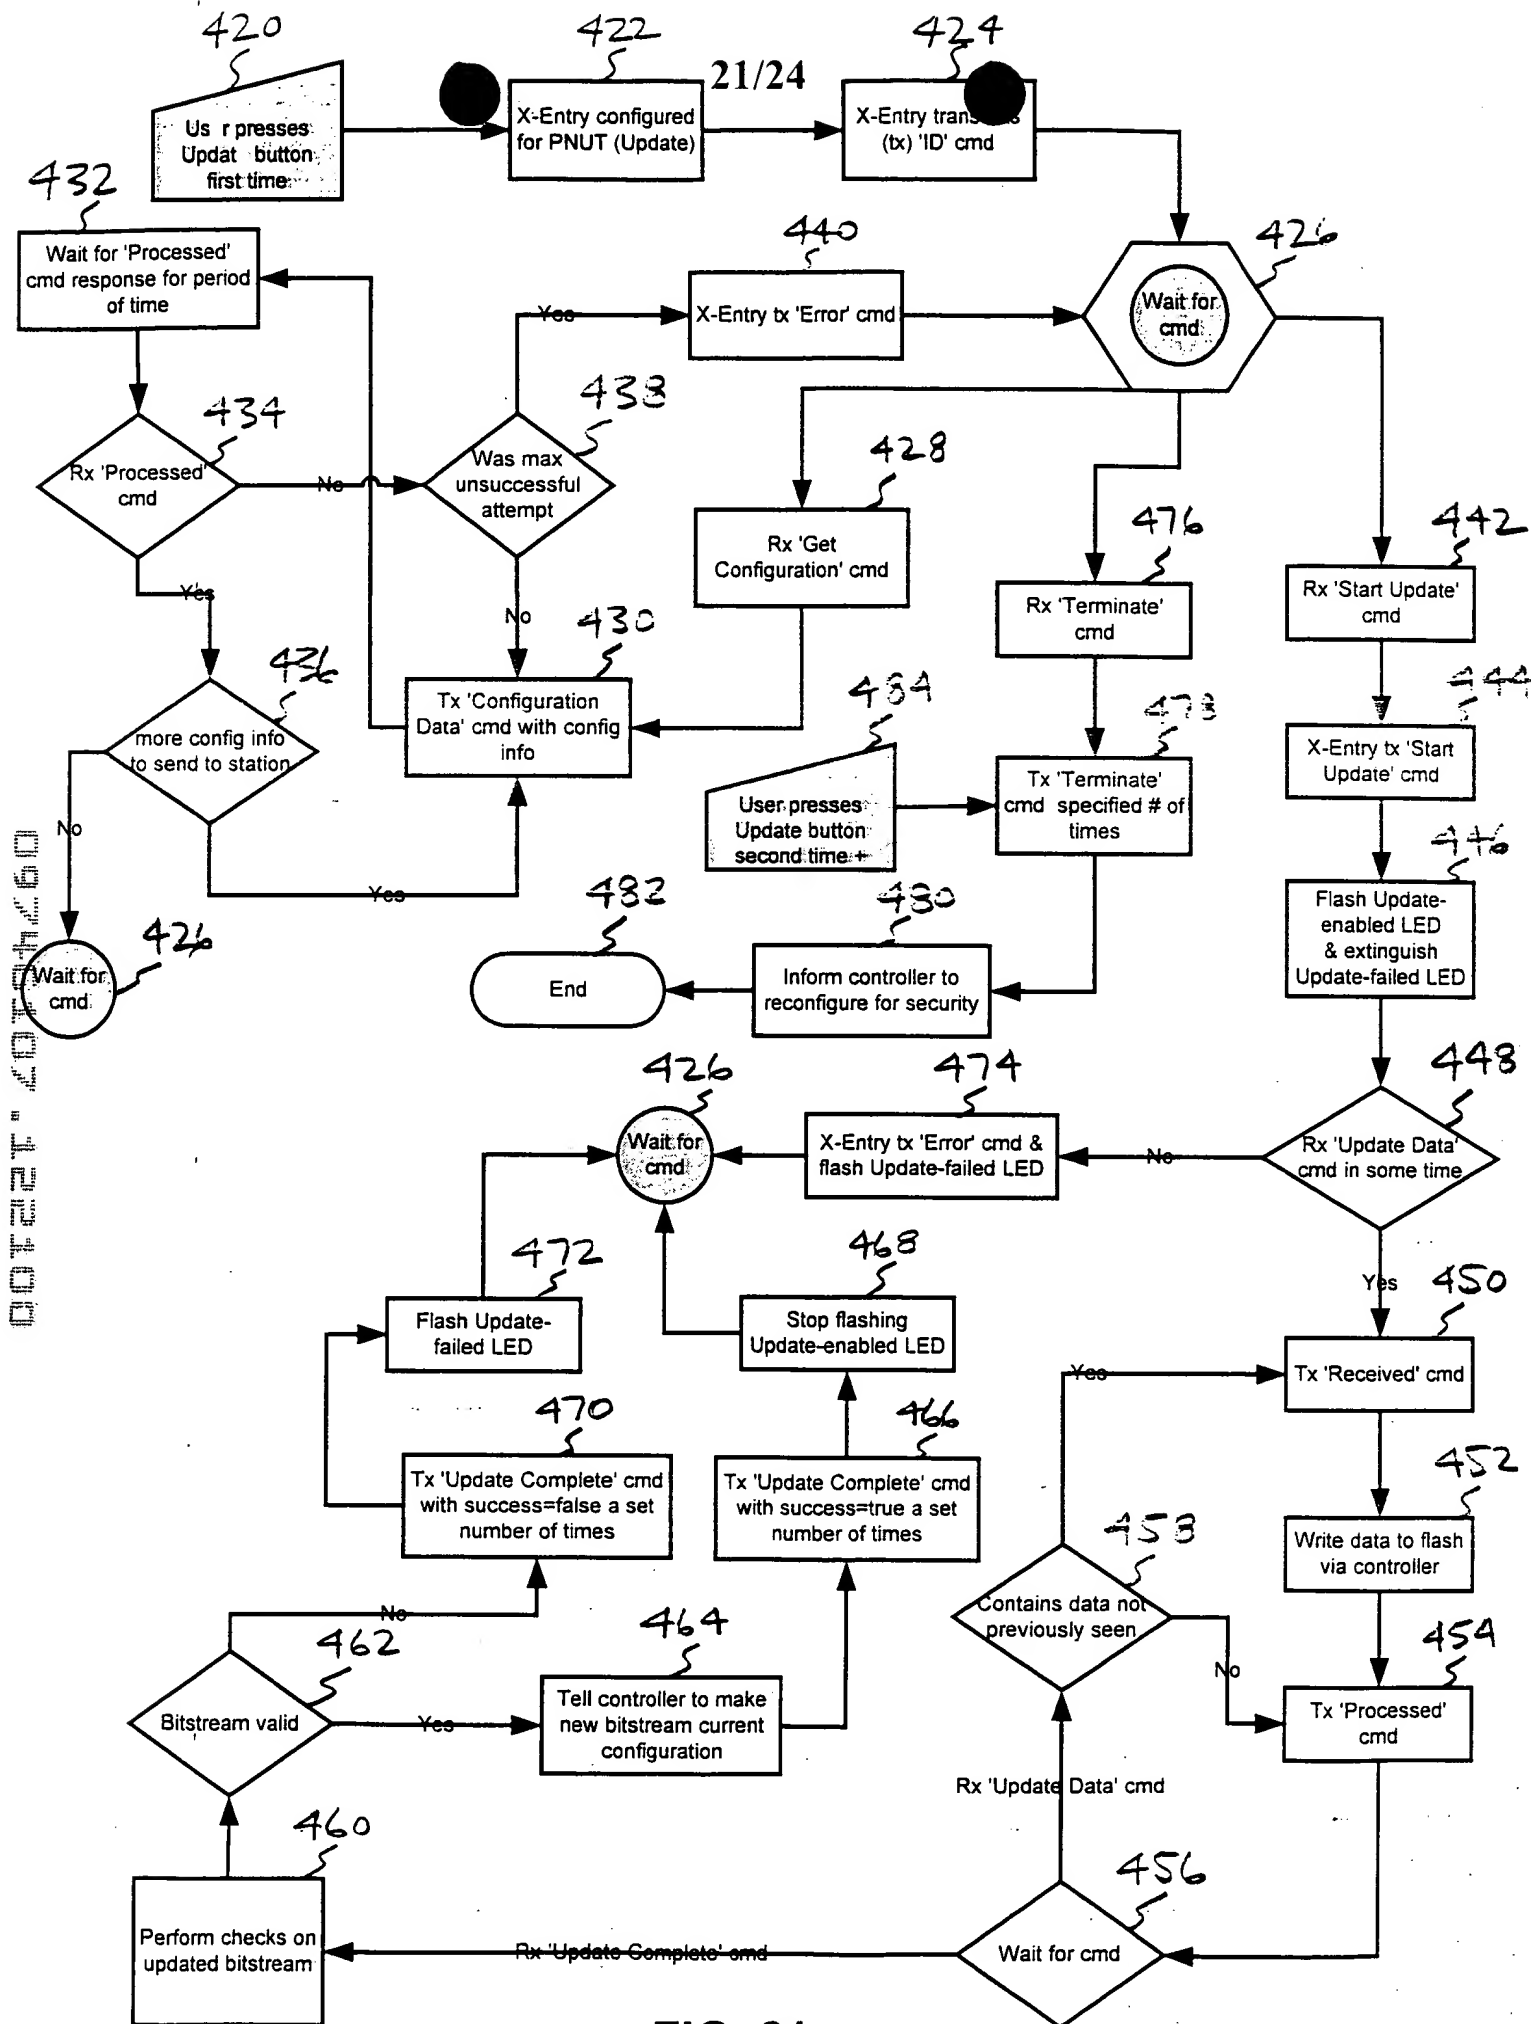 420
422
424
21/24
Us r presses
Updat button
first time
X-Entry configured
for PNUT (Update)
X-Entry
(tx) 'ID' cmd
432
Wait for 'Processed'
cmd response for period
of time
440
X-Entry tx 'Error' cmd
Yes
426
Wait for
cmd
434
Rx 'Processed'
cmd
No
438
Was max
unsuccessful
attempt
428
Rx 'Get
Configuration' cmd
476
Rx 'Terminate'
cmd
442
Rx 'Start Update'
cmd
Yes
No
436
more config info
to send to station
430
Tx 'Configuration
Data' cmd with config
info
484
User presses
Update button
second time +
478
Tx 'Terminate'
cmd specified # of
times
444
X-Entry tx 'Start
Update' cmd
No
Yes
446
Flash Update-
enabled LED
& extinguish
Update-failed LED
426
Wait for
cmd
482
End
480
Inform controller to
reconfigure for security
0974107.122100
426
Wait for
cmd
474
X-Entry tx 'Error' cmd &
flash Update-failed LED
No
448
Rx 'Update Data'
cmd in some time
Yes
472
Flash Update-
failed LED
468
Stop flashing
Update-enabled LED
450
Tx 'Received' cmd
Yes
470
Tx 'Update Complete' cmd
with success=false a set
number of times
466
Tx 'Update Complete' cmd
with success=true a set
number of times
452
Write data to flash
via controller
458
Contains data not
previously seen
No
454
Tx 'Processed'
cmd
No
462
Bitstream valid
Yes
464
Tell controller to make
new bitstream current
configuration
Rx 'Update Data' cmd
460
Perform checks on
updated bitstream
Rx 'Update Complete' cmd
456
Wait for cmd